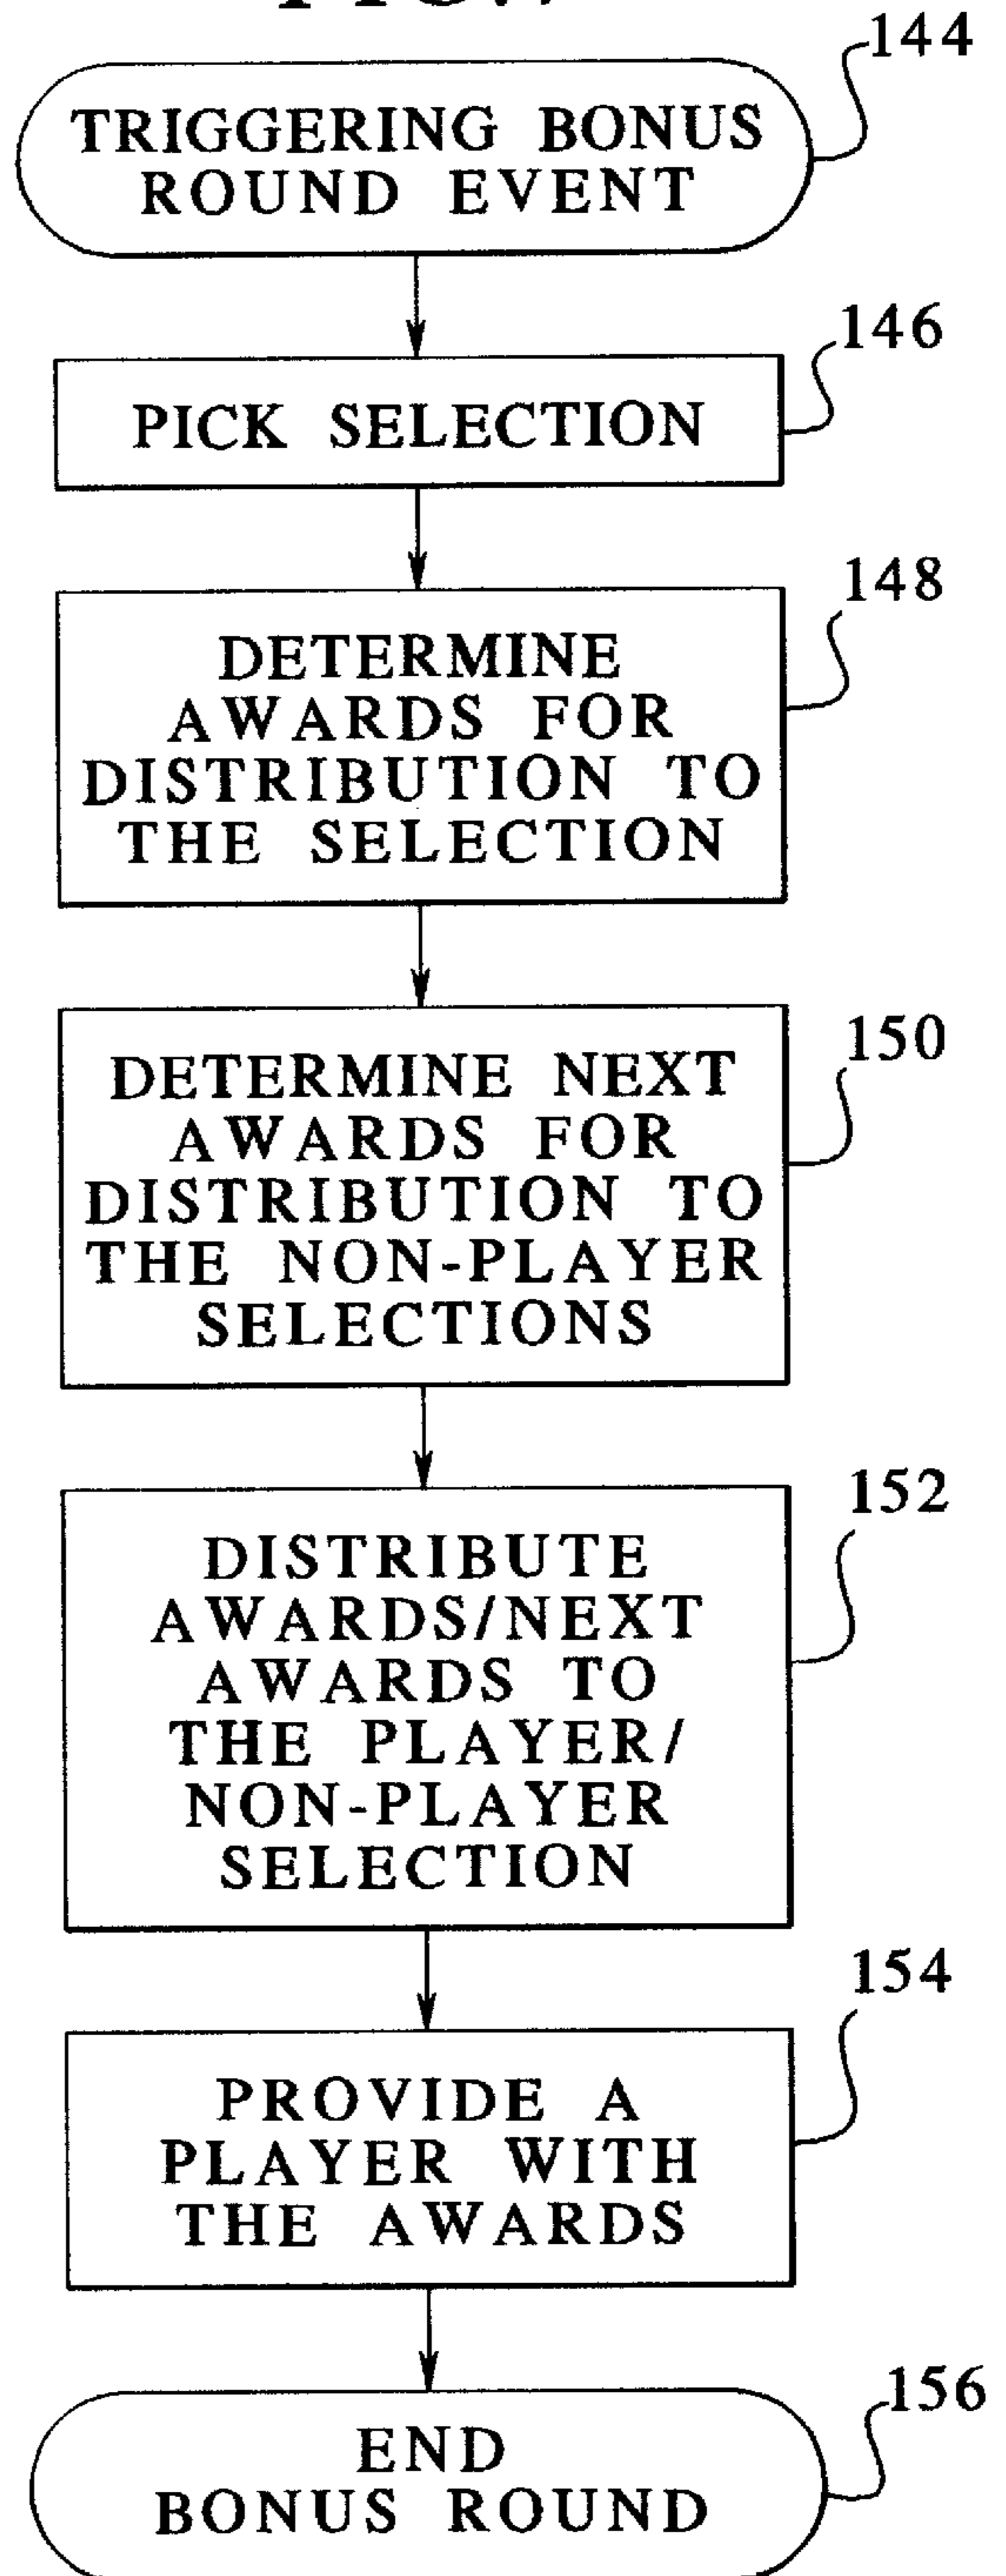 144
TRIGGERING BONUS
ROUND EVENT
146
PICK SELECTION
148
DETERMINE
AWARDS FOR
DISTRIBUTION TO
THE SELECTION
150
DETERMINE NEXT
AWARDS FOR
DISTRIBUTION TO
THE NON-PLAYER
SELECTIONS
152
DISTRIBUTE
AWARDS/NEXT
AWARDS TO
THE PLAYER/
NON-PLAYER
SELECTION
154
PROVIDE A
PLAYER WITH
THE AWARDS
156
END
BONUS ROUND